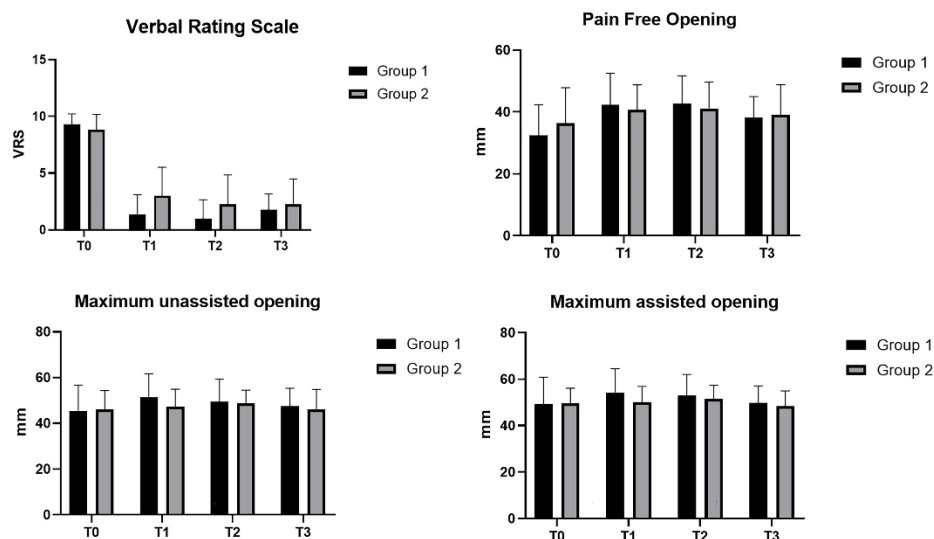 Verbal Rating Scale
15
10
5
0
VRS
T0 T1 T2 T3
Group 1
Group 2
Pain Free Opening
60
40
20
0
mm
T0 T1 T2 T3
Group 1
Group 2
Maximum unassisted opening
80
60
40
20
0
mm
T0 T1 T2 T3
Group 1
Group 2
Maximum assisted opening
80
60
40
20
0
mm
T0 T1 T2 T3
Group 1
Group 2